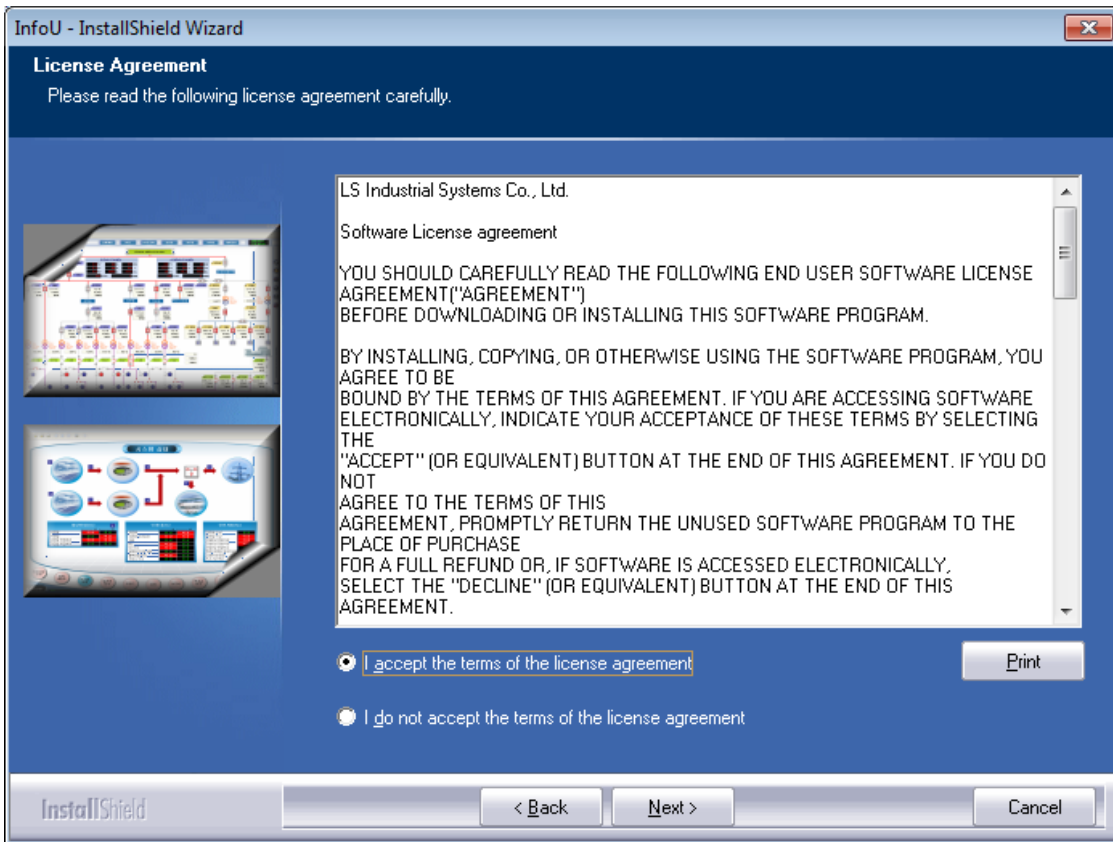 InfoU - InstallShield Wizard
License Agreement
Please read the following license agreement carefully.
LS Industrial Systems Co., Ltd.
Software License agreement
YOU SHOULD CAREFULLY READ THE FOLLOWING END USER SOFTWARE LICENSE
AGREEMENT("AGREEMENT")
BEFORE DOWNLOADING OR INSTALLING THIS SOFTWARE PROGRAM.
BY INSTALLING, COPYING, OR OTHERWISE USING THE SOFTWARE PROGRAM, YOU
AGREE TO BE
BOUND BY THE TERMS OF THIS AGREEMENT. IF YOU ARE ACCESSING SOFTWARE
ELECTRONICALLY, INDICATE YOUR ACCEPTANCE OF THESE TERMS BY SELECTING
THE
"ACCEPT" (OR EQUIVALENT) BUTTON AT THE END OF THIS AGREEMENT. IF YOU DO
NOT
AGREE TO THE TERMS OF THIS
AGREEMENT, PROMPTLY RETURN THE UNUSED SOFTWARE PROGRAM TO THE
PLACE OF PURCHASE
FOR A FULL REFUND OR, IF SOFTWARE IS ACCESSED ELECTRONICALLY,
SELECT THE "DECLINE" (OR EQUIVALENT) BUTTON AT THE END OF THIS
AGREEMENT.
I accept the terms of the license agreement
Print
I do not accept the terms of the license agreement
InstallShield
< Back
Next >
Cancel